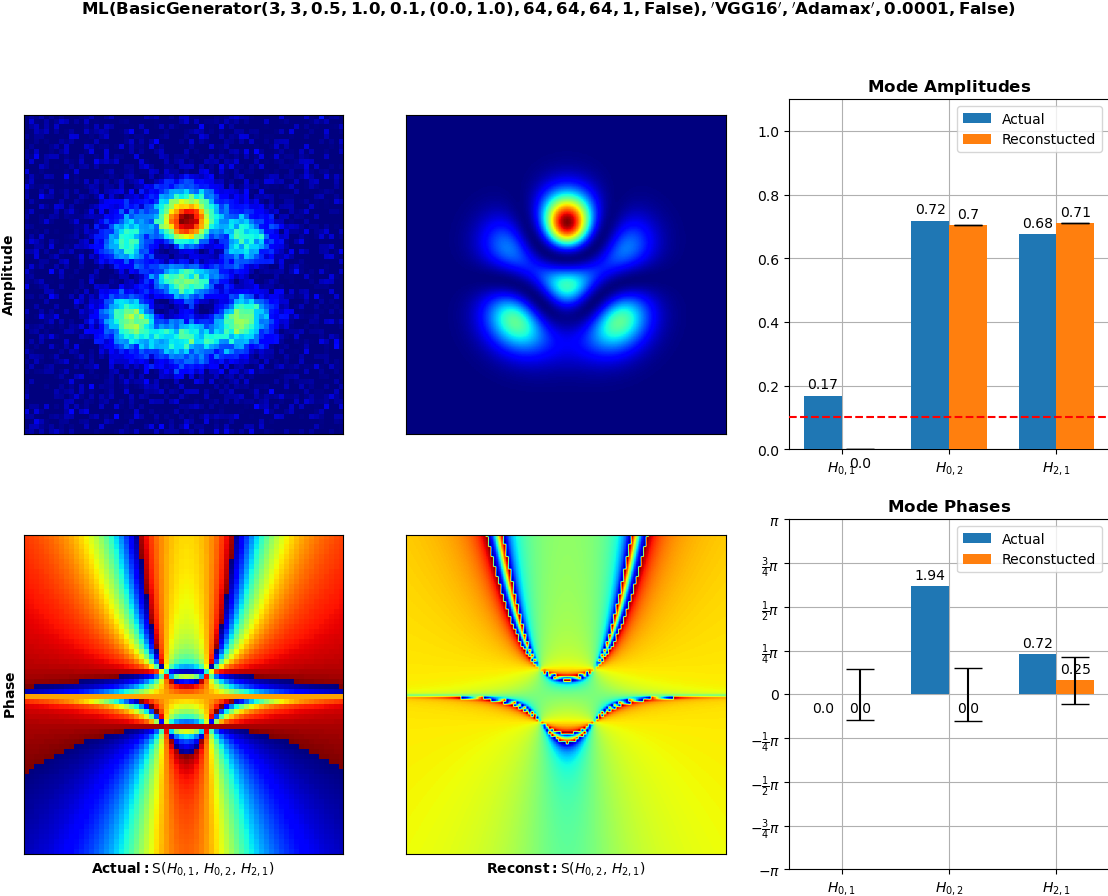 ML(BasicGenerator(3, 3, 0.5, 1.0, 0.1, (0.0, 1.0), 64, 64, 64, 1, False), ′VGG16′, ′Adamax′, 0.0001, False)
Amplitude
Mode Amplitudes
Actual
Reconstucted
1.0
0.8
0.6
0.4
0.2
0.0
0.17
0.0
0.72
0.7
0.68
0.71
H0,1
H0,2
H2,1
Phase
Actual: S(H0,1, H0,2, H2,1)
Reconst: S(H0,2, H2,1)
Mode Phases
Actual
Reconstucted
π
3/4π
1/2π
1/4π
0
−1/4π
−1/2π
−3/4π
−π
0.0
0.0
1.94
0.0
0.72
0.25
H0,1
H0,2
H2,1